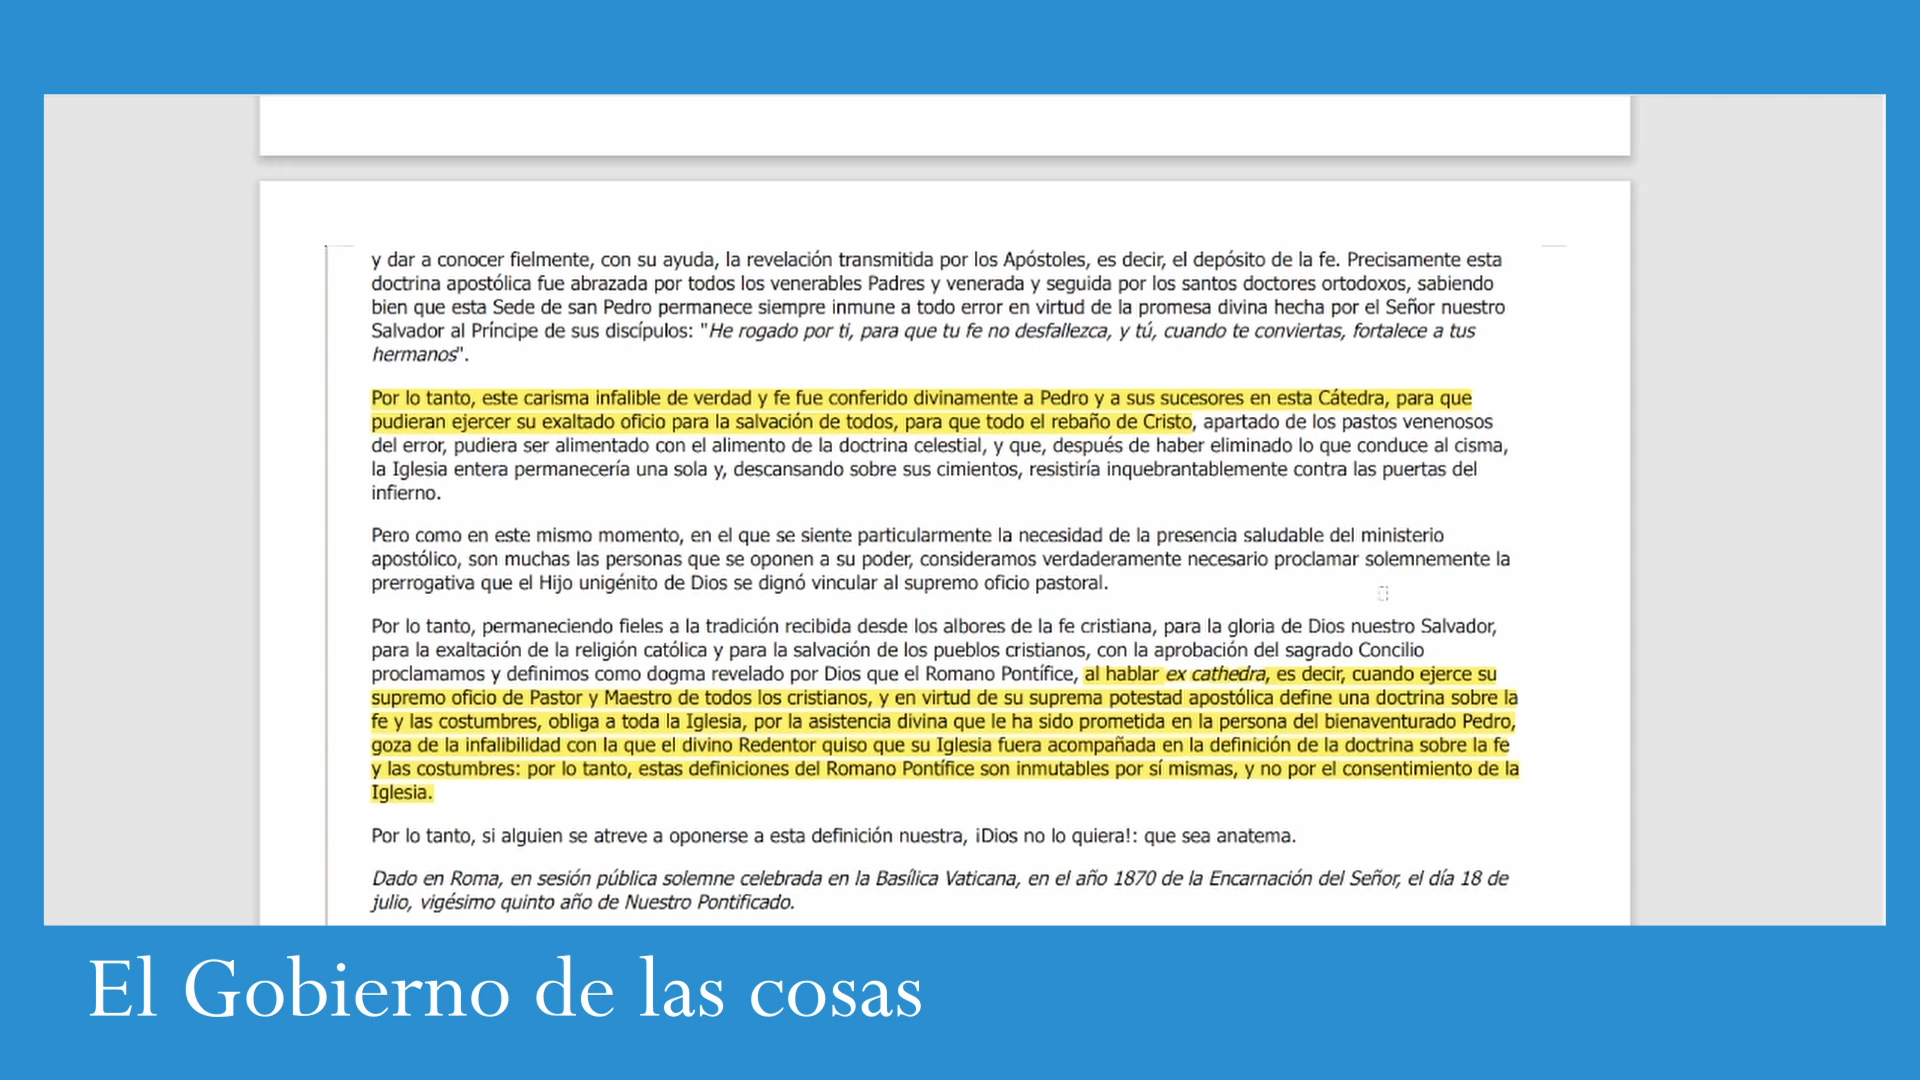 y dar a conocer fielmente, con su ayuda, la revelación transmitida por los Apóstoles, es decir, el depósito de la fe. Precisamente esta
doctrina apostólica fue abrazada por todos los venerables Padres y venerada y seguida por los santos doctores ortodoxos, sabiendo
bien que esta Sede de san Pedro permanece siempre inmune a todo error en virtud de la promesa divina hecha por el Señor nuestro
Salvador al Príncipe de sus discípulos: "He rogado por ti, para que tu fe no desfallezca, y tú, cuando te conviertas, fortalece a tus
hermanos".
Por lo tanto, este carisma infalible de verdad y fe fue conferido divinamente a Pedro y a sus sucesores en esta Cátedra, para que
pudieran ejercer su exaltado oficio para la salvación de todos, para que todo el rebaño de Cristo, apartado de los pastos venenosos
del error, pudiera ser alimentado con el alimento de la doctrina celestial, y que, después de haber eliminado lo que conduce al cisma,
la Iglesia entera permanecería una sola y, descansando sobre sus cimientos, resistiría inquebrantablemente contra las puertas del
infierno.
Pero como en este mismo momento, en el que se siente particularmente la necesidad de la presencia saludable del ministerio
apostólico, son muchas las personas que se oponen a su poder, consideramos verdaderamente necesario proclamar solemnemente la
prerrogativa que el Hijo unigénito de Dios se dignó vincular al supremo oficio pastoral.
Por lo tanto, permaneciendo fieles a la tradición recibida desde los albores de la fe cristiana, para la gloria de Dios nuestro Salvador,
para la exaltación de la religión católica y para la salvación de los pueblos cristianos, con la aprobación del sagrado Concilio
proclamamos y definimos como dogma revelado por Dios que el Romano Pontífice, al hablar ex cathedra, es decir, cuando ejerce su
supremo oficio de Pastor y Maestro de todos los cristianos, y en virtud de su suprema potestad apostólica define una doctrina sobre la
fe y las costumbres, obliga a toda la Iglesia, por la asistencia divina que le ha sido prometida en la persona del bienaventurado Pedro,
goza de la infalibilidad con la que el divino Redentor quiso que su Iglesia fuera acompañada en la definición de la doctrina sobre la fe
y las costumbres: por lo tanto, estas definiciones del Romano Pontífice son inmutables por sí mismas, y no por el consentimiento de la
Iglesia.
Por lo tanto, si alguien se atreve a oponerse a esta definición nuestra, ¡Dios no lo quiera!: que sea anatema.
Dado en Roma, en sesión pública solemne celebrada en la Basílica Vaticana, en el año 1870 de la Encarnación del Señor, el día 18 de
julio, vigésimo quinto año de Nuestro Pontificado.
El Gobierno de las cosas